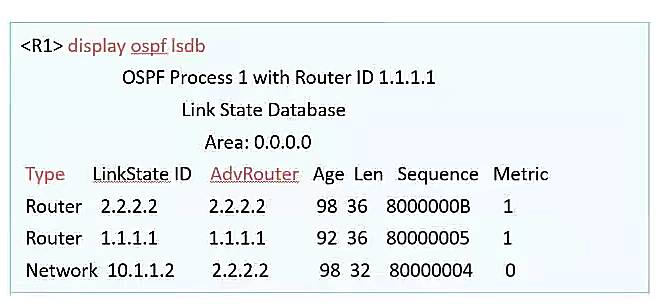 <R1> display ospf lsdb
OSPF Process 1 with Router ID 1.1.1.1
Link State Database
Area: 0.0.0.0
Type LinkState ID AdvRouter Age Len Sequence Metric
Router 2.2.2.2 2.2.2.2 98 36 8000000B 1
Router 1.1.1.1 1.1.1.1 92 36 80000005 1
Network 10.1.1.2 2.2.2.2 98 32 80000004 0